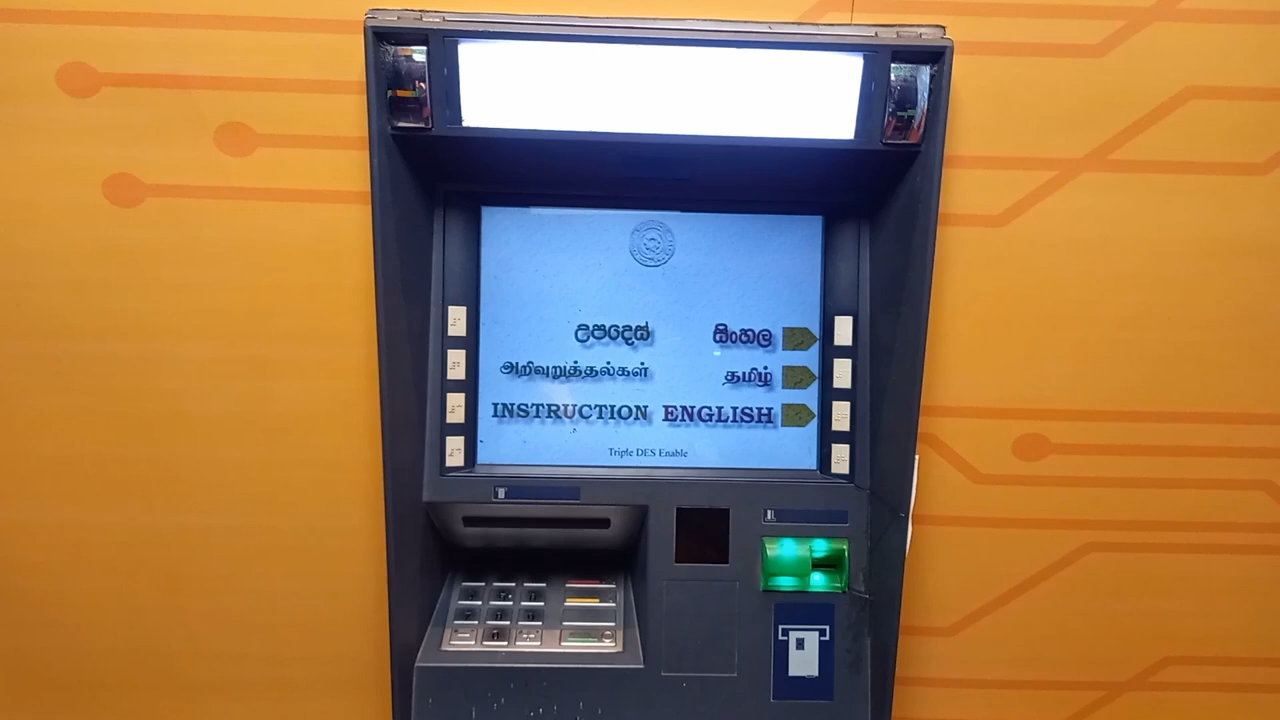 උපදෙස් සිංහල
அறிவுறுத்தல்கள் தமிழ்
INSTRUCTION ENGLISH
Triple DES Enable